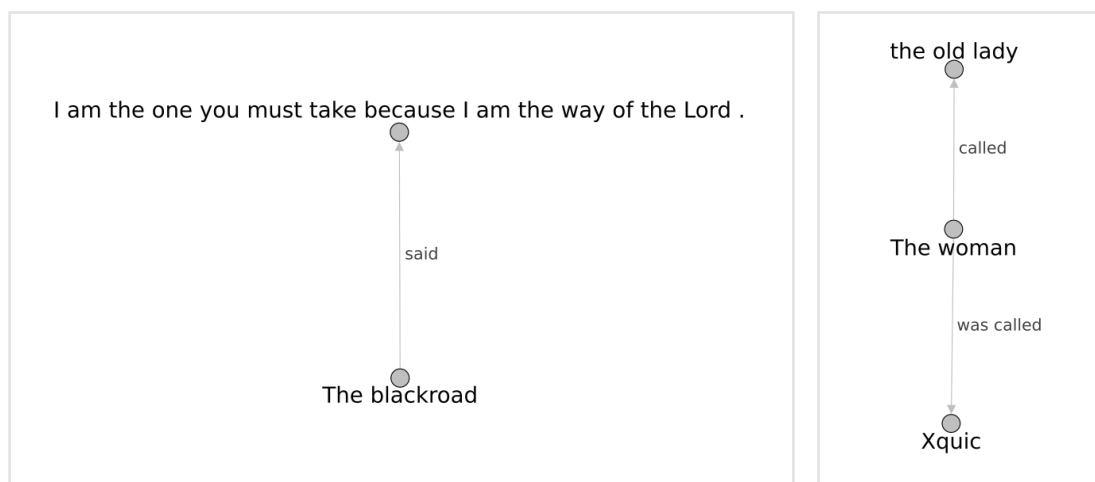 I am the one you must take because I am the way of the Lord .
said
The blackroad
the old lady
called
The woman
was called
Xquic